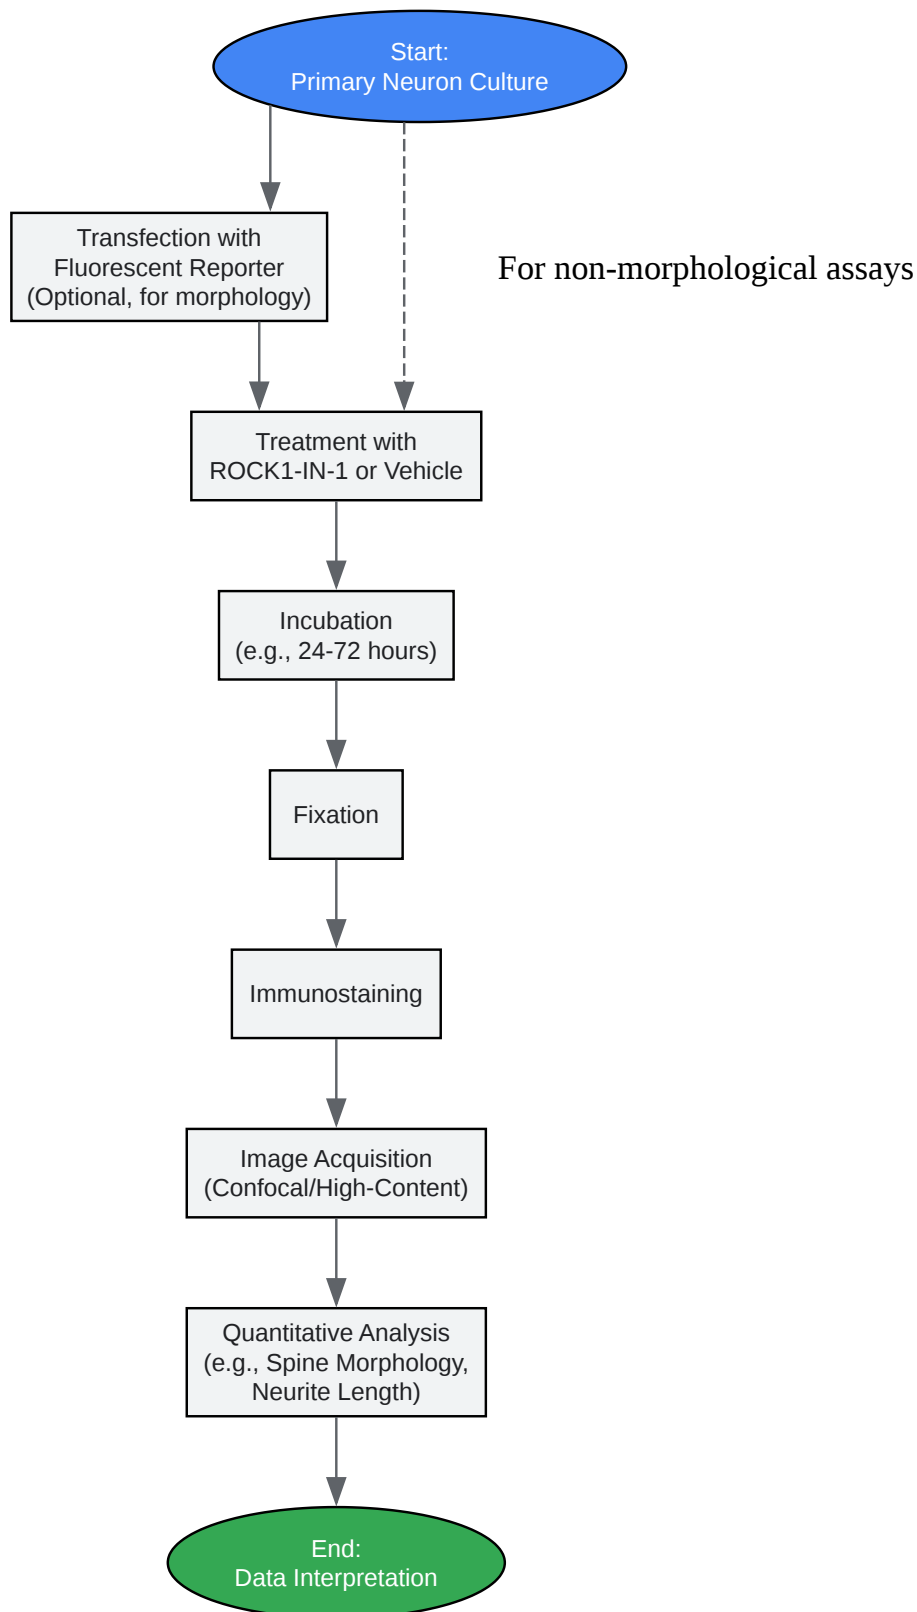 Start:
Primary Neuron Culture
Transfection with
Fluorescent Reporter
(Optional, for morphology)
For non-morphological assays
Treatment with
ROCK1-IN-1 or Vehicle
Incubation
(e.g., 24-72 hours)
Fixation
Immunostaining
Image Acquisition
(Confocal/High-Content)
Quantitative Analysis
(e.g., Spine Morphology,
Neurite Length)
End:
Data Interpretation